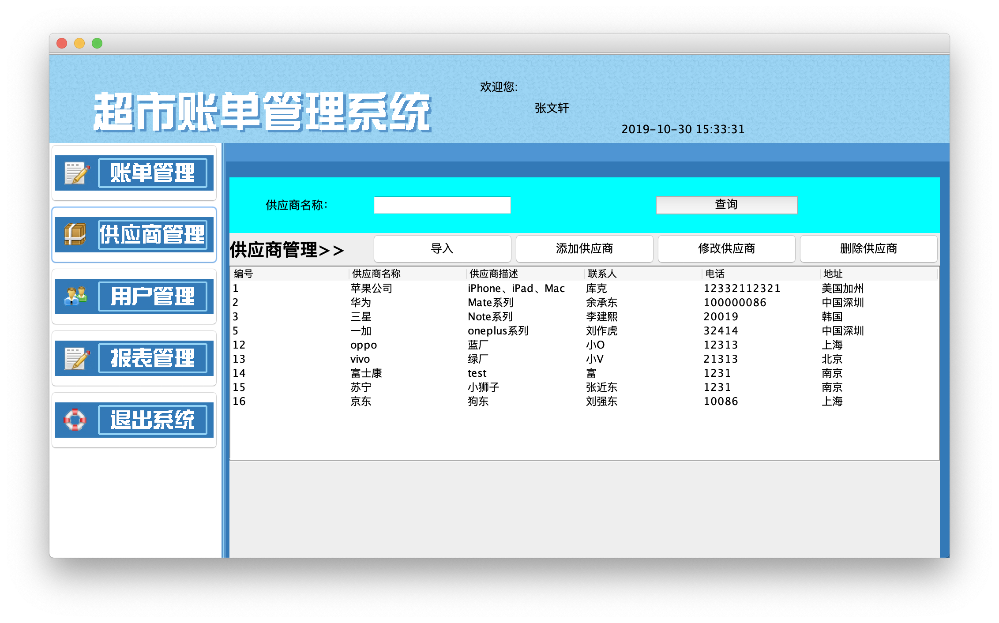 欢迎您:
超市账单管理系统
张文轩
2019-10-30 15:33:31
账单管理
供应商管理
用户管理
报表管理
退出系统
供应商名称: 查询
供应商管理>> 导入 添加供应商 修改供应商 删除供应商
编号 供应商名称 供应商描述 联系人 电话 地址
1 苹果公司 iPhone、iPad、Mac 库克 12332112321 美国加州
2 华为 Mate系列 余承东 100000086 中国深圳
3 三星 Note系列 李建熙 20019 韩国
5 一加 oneplus系列 刘作虎 32414 中国深圳
12 oppo 蓝厂 小O 12313 上海
13 vivo 绿厂 小V 21313 北京
14 富士康 test 富 1231 南京
15 苏宁 小狮子 张近东 1231 南京
16 京东 狗东 刘强东 10086 上海